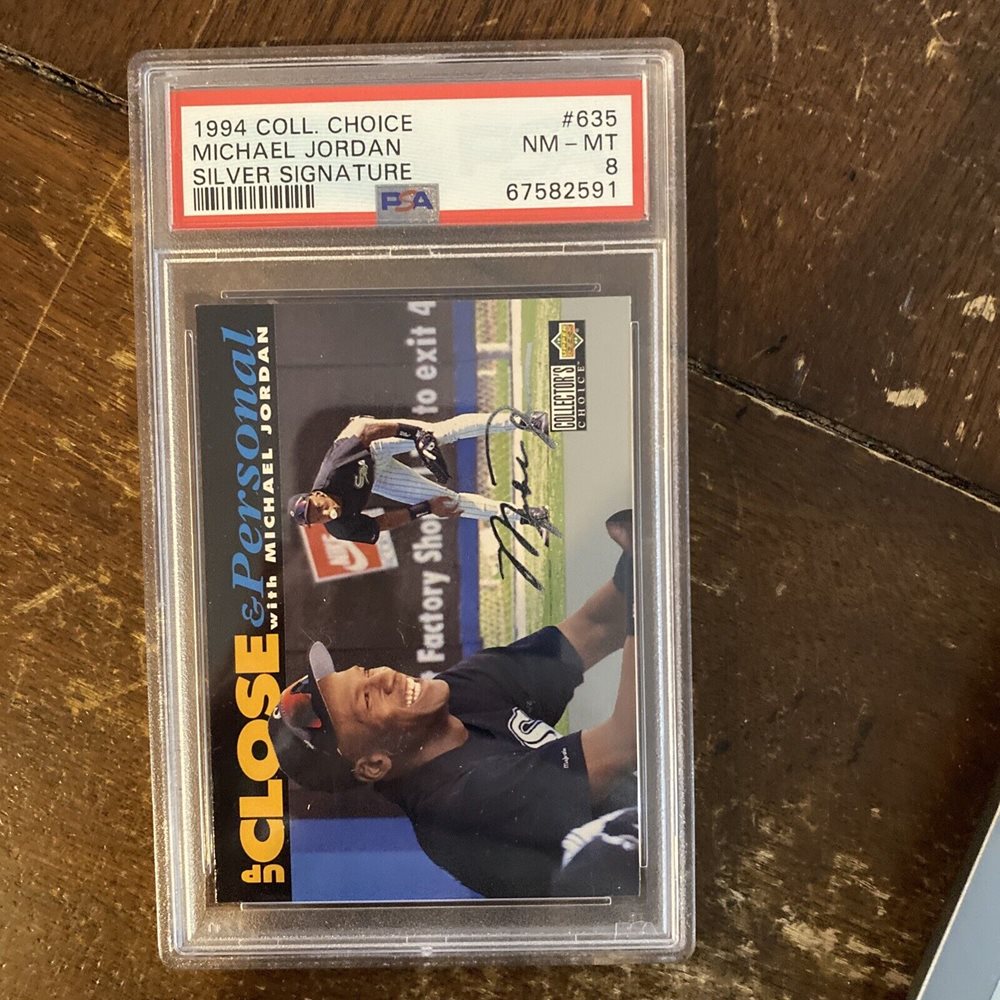 1994 COLL. CHOICE #635
MICHAEL JORDAN NM - MT
SILVER SIGNATURE 8
67582591
PSA
UP CLOSE & Personal
with MICHAEL JORDAN
Factory Sho to exit 4
COLLECTOR'S
CHOICE